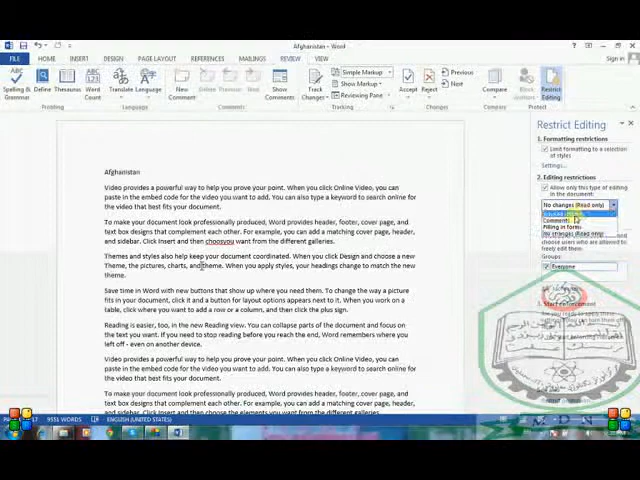 Afghanistan - Word
Sign in
FILE HOME INSERT DESIGN PAGE LAYOUT REFERENCES MAILINGS REVIEW VIEW
Spelling & Grammar
Define
Thesaurus
Word Count
Translate
Language
New Comment
Show Comments
Track Changes
Simple Markup
Show Markup
Reviewing Pane
Accept
Reject
Previous
Next
Compare
Block Authors
Restrict Editing
Proofing
Language
Comments
Tracking
Changes
Compare
Afghanistan
Video provides a powerful way to help you prove your point. When you click Online Video, you can
paste in the embed code for the video you want to add. You can also type a keyword to search online for
the video that best fits your document.
To make your document look professionally produced, Word provides header, footer, cover page, and
text box designs that complement each other. For example, you can add a matching cover page, header,
and sidebar. Click Insert and then choosyou want from the different galleries.
Themes and styles also help keep your document coordinated. When you click Design and choose a new
Theme, the pictures, charts, andtheme. When you apply styles, your headings change to match the new
theme.
Save time in Word with new buttons that show up where you need them. To change the way a picture
fits in your document, click it and a button for layout options appears next to it. When you work on a
table, click where you want to add a row or a column, and then click the plus sign.
Reading is easier, too, in the new Reading view. You can collapse parts of the document and focus on
the text you want. If you need to stop reading before you reach the end, Word remembers where you
left off - even on another device.
Video provides a powerful way to help you prove your point. When you click Online Video, you can
paste in the embed code for the video you want to add. You can also type a keyword to search online for
the video that best fits your document.
To make your document look professionally produced, Word provides header, footer, cover page, and
text box designs that complement each other. For example, you can add a matching cover page, header,
and sidebar. Click Insert and then choose the elements you want from the different galleries.
Restrict Editing
1. Formatting restrictions
Limit formatting to a selection
of styles
Settings...
2. Editing restrictions
Allow only this type of editing
in the document:
No changes (Read only)
Comments
Filling in forms
No changes (Read only)
choose users who are allowed to
freely edit them.
Groups:
Everyone
3. Start enforcement
9551 WORDS
ENGLISH (UNITED STATES)